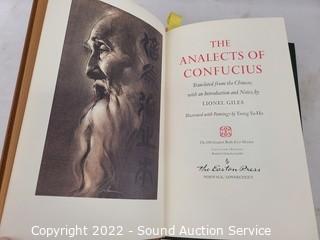 THE
ANALECTS OF
CONFUCIUS
Translated from the Chinese,
with an Introduction and Notes, by
LIONEL GILES
Illustrated with Paintings by Tseng Yu-Ho
The 100 Greatest Books Ever Written
The Easton Press
NORWALK, CONNECTICUT
Copyright 2022 - Sound Auction Service